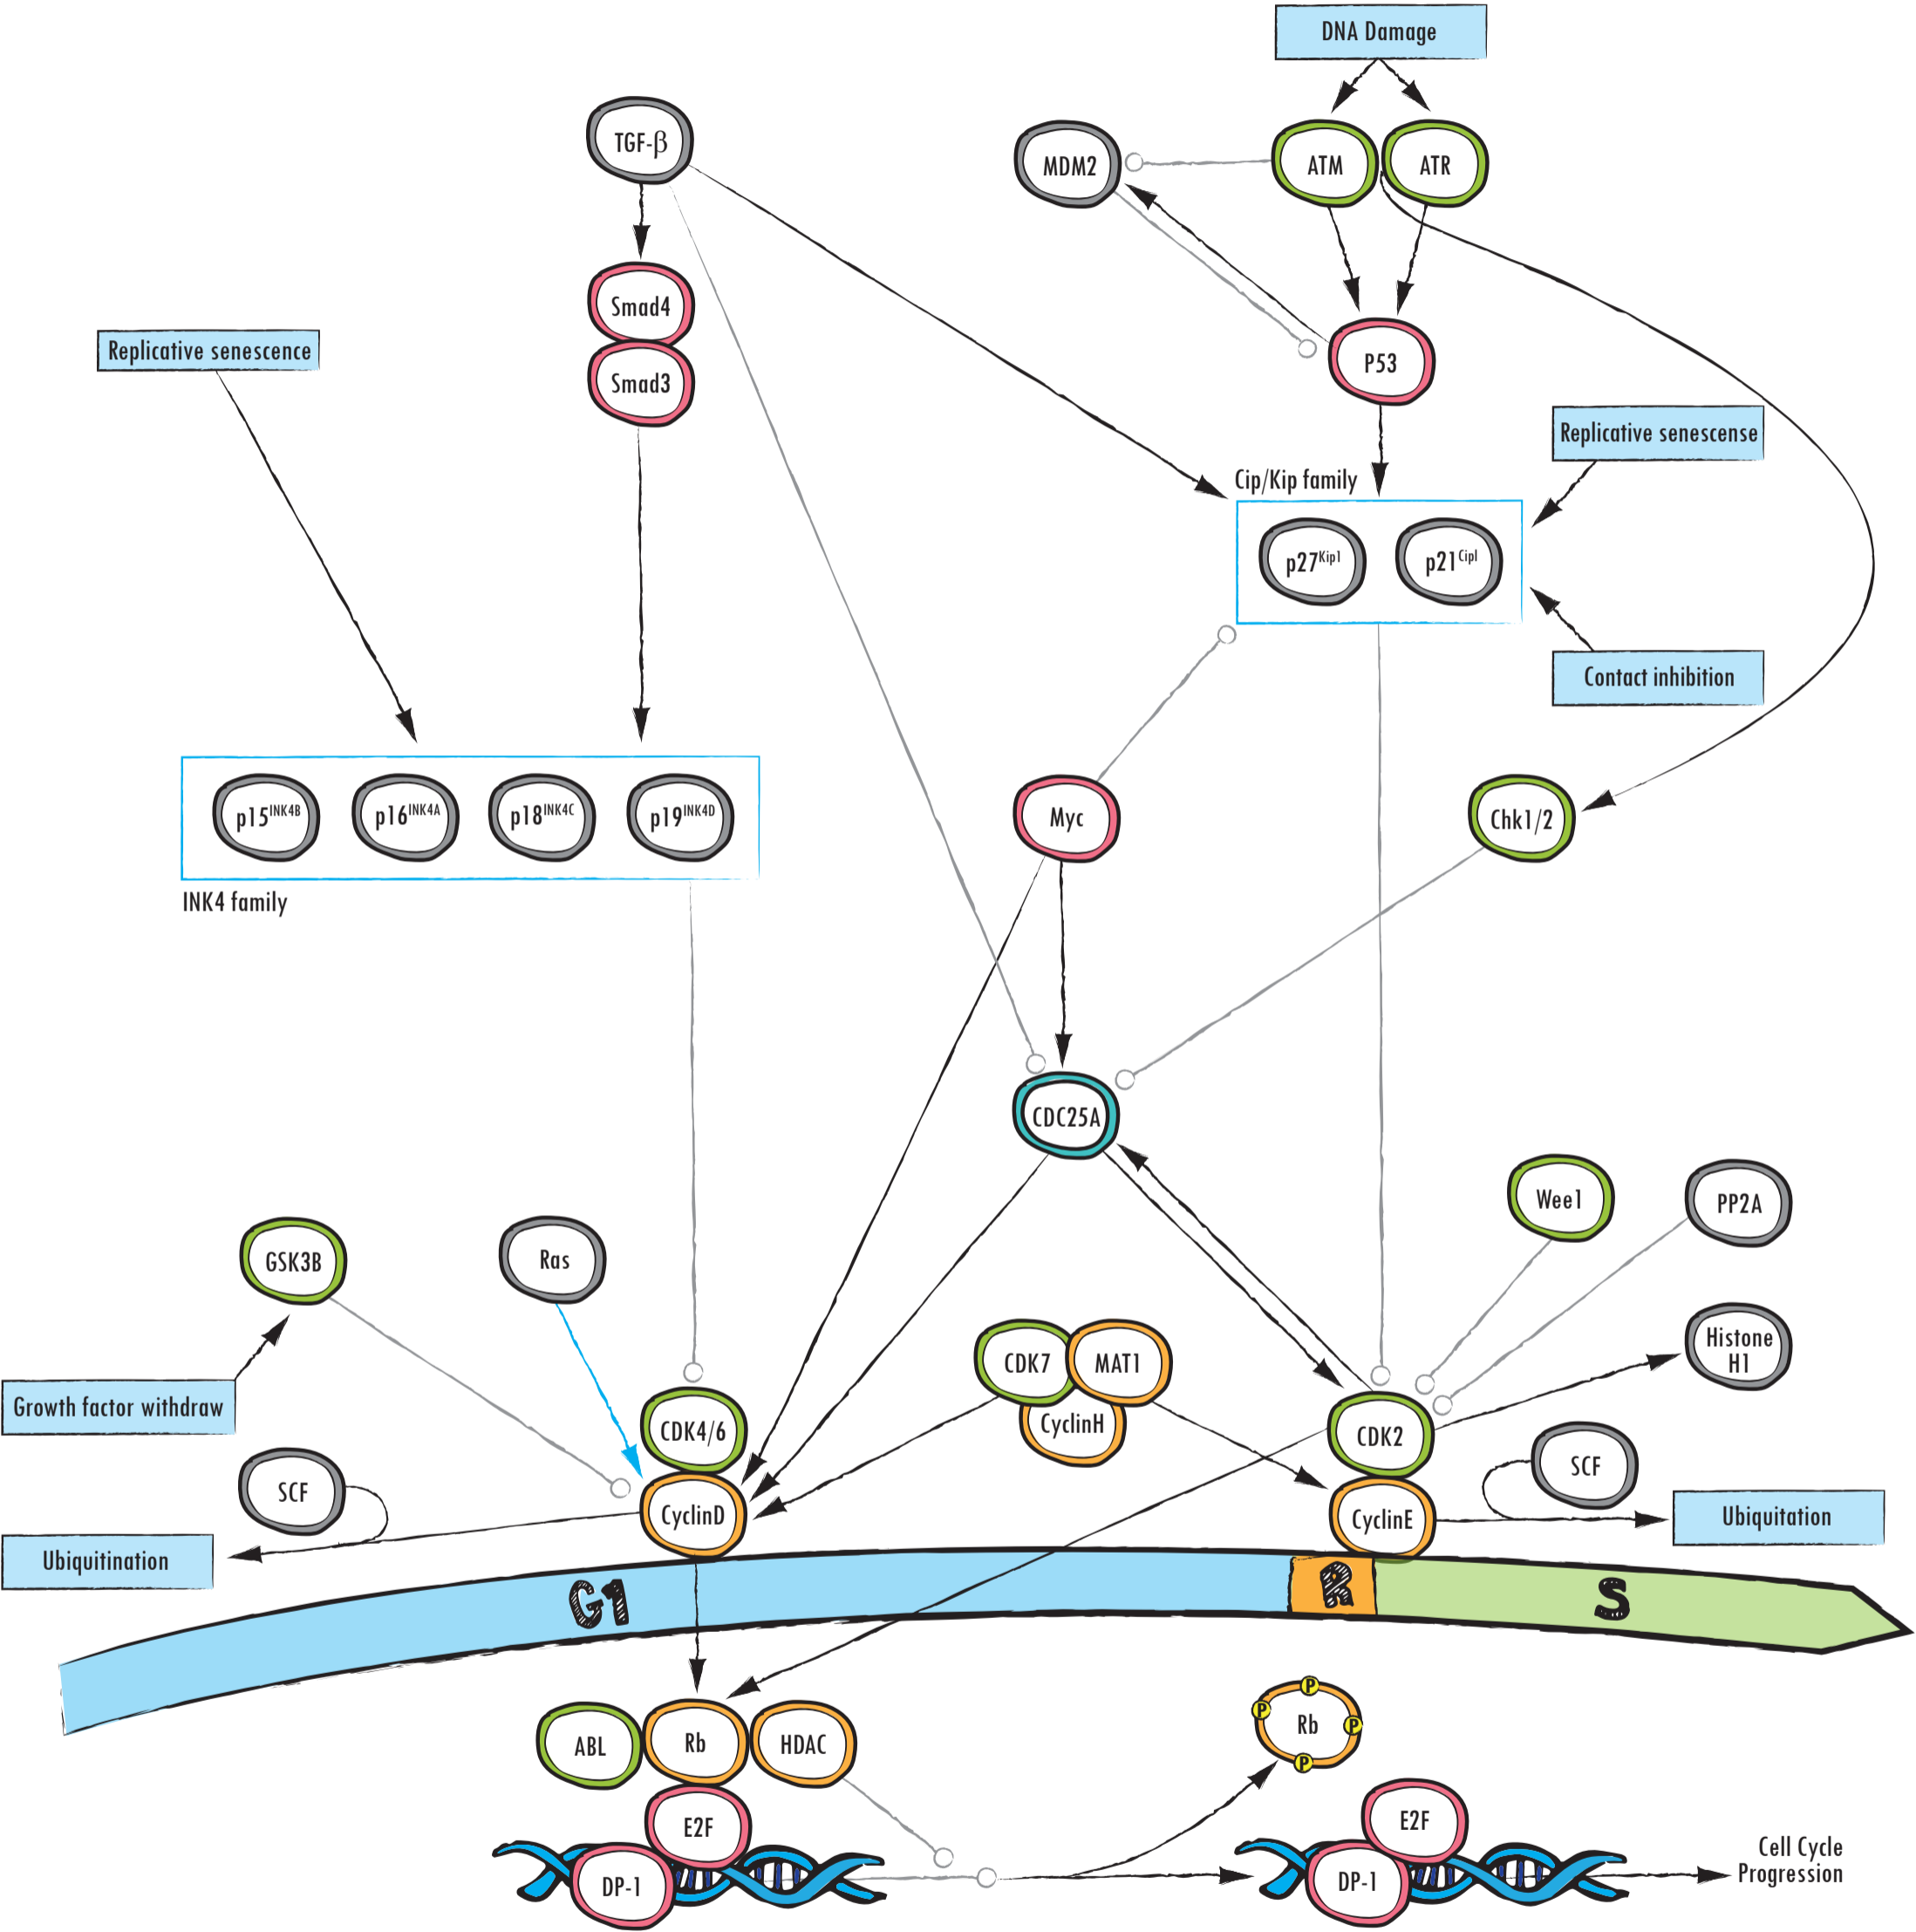 DNA Damage
TGF-β
MDM2
ATM
ATR
Smad4
Replicative senescence
Smad3
P53
Replicative senescense
Cip/Kip family
p27Kip1
p21CipI
Contact inhibition
p15INK4B
p16INK4A
p18INK4C
p19INK4D
Myc
Chk1/2
INK4 family
CDC25A
Wee1
PP2A
GSK3B
Ras
Histone
H1
CDK7
MAT1
Growth factor withdraw
CDK4/6
CyclinH
CDK2
SCF
SCF
CyclinD
CyclinE
Ubiquitation
Ubiquitination
G1
R
S
P
P
Rb
P
P
ABL
Rb
HDAC
E2F
E2F
DP-1
DP-1
Cell Cycle
Progression